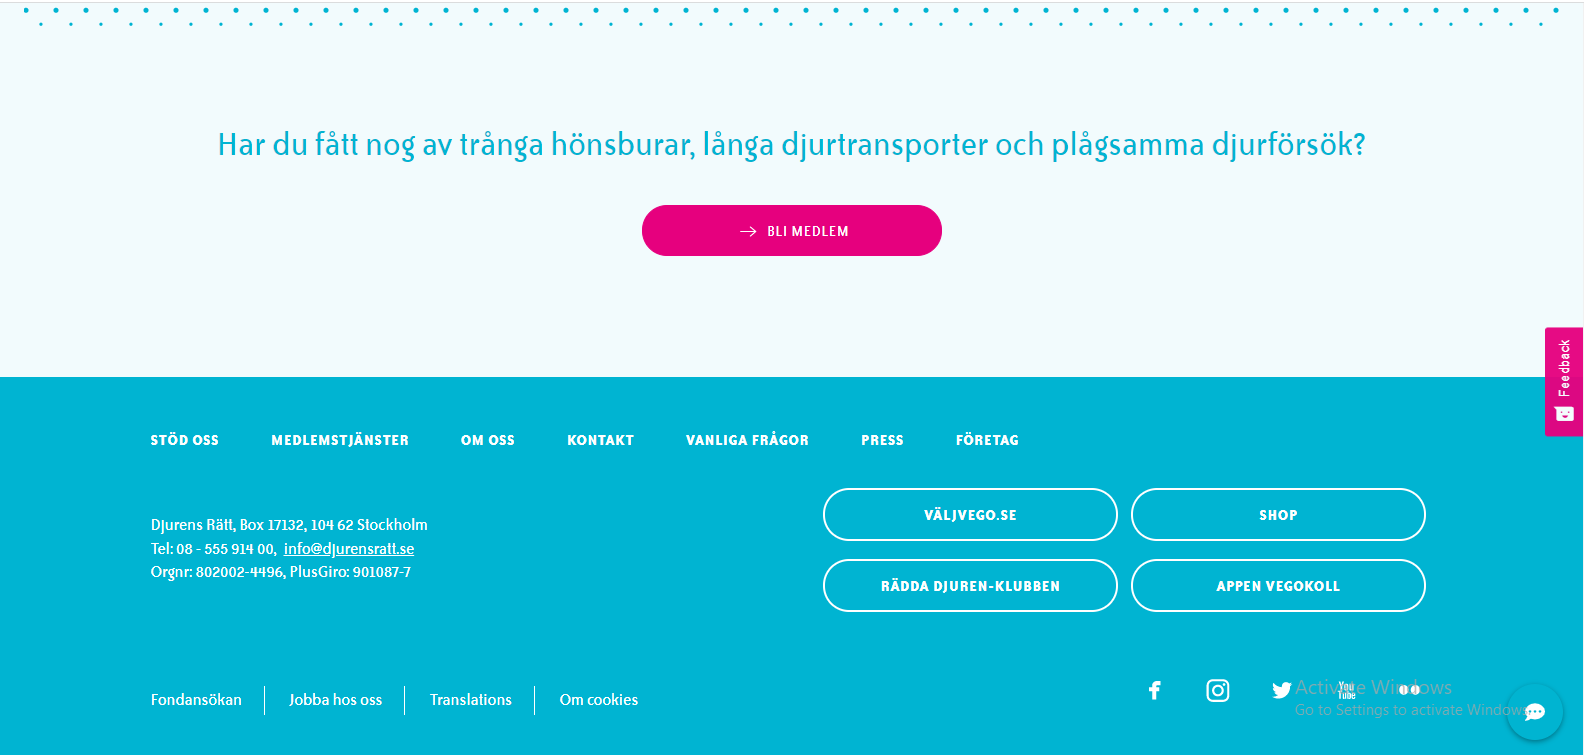 Har du fått nog av trånga hönsburar, långa djurtransporter och plågsamma djurförsök?
BLI MEDLEM
Feedback
STÖD OSS
MEDLEMSTJÄNSTER
OM OSS
KONTAKT
VANLIGA FRÅGOR
PRESS
FÖRETAG
Djurens Rätt, Box 17132, 104 62 Stockholm
Tel: 08 - 555 914 00, info@djurensratt.se
Orgnr: 802002-4496, PlusGiro: 901087-7
VÄLJVEGO.SE
SHOP
RÄDDA DJUREN-KLUBBEN
APPEN VEGOKOLL
Fondansökan
Jobba hos oss
Translations
Om cookies
You
Tube
Activate Windows
Go to Settings to activate Windows.